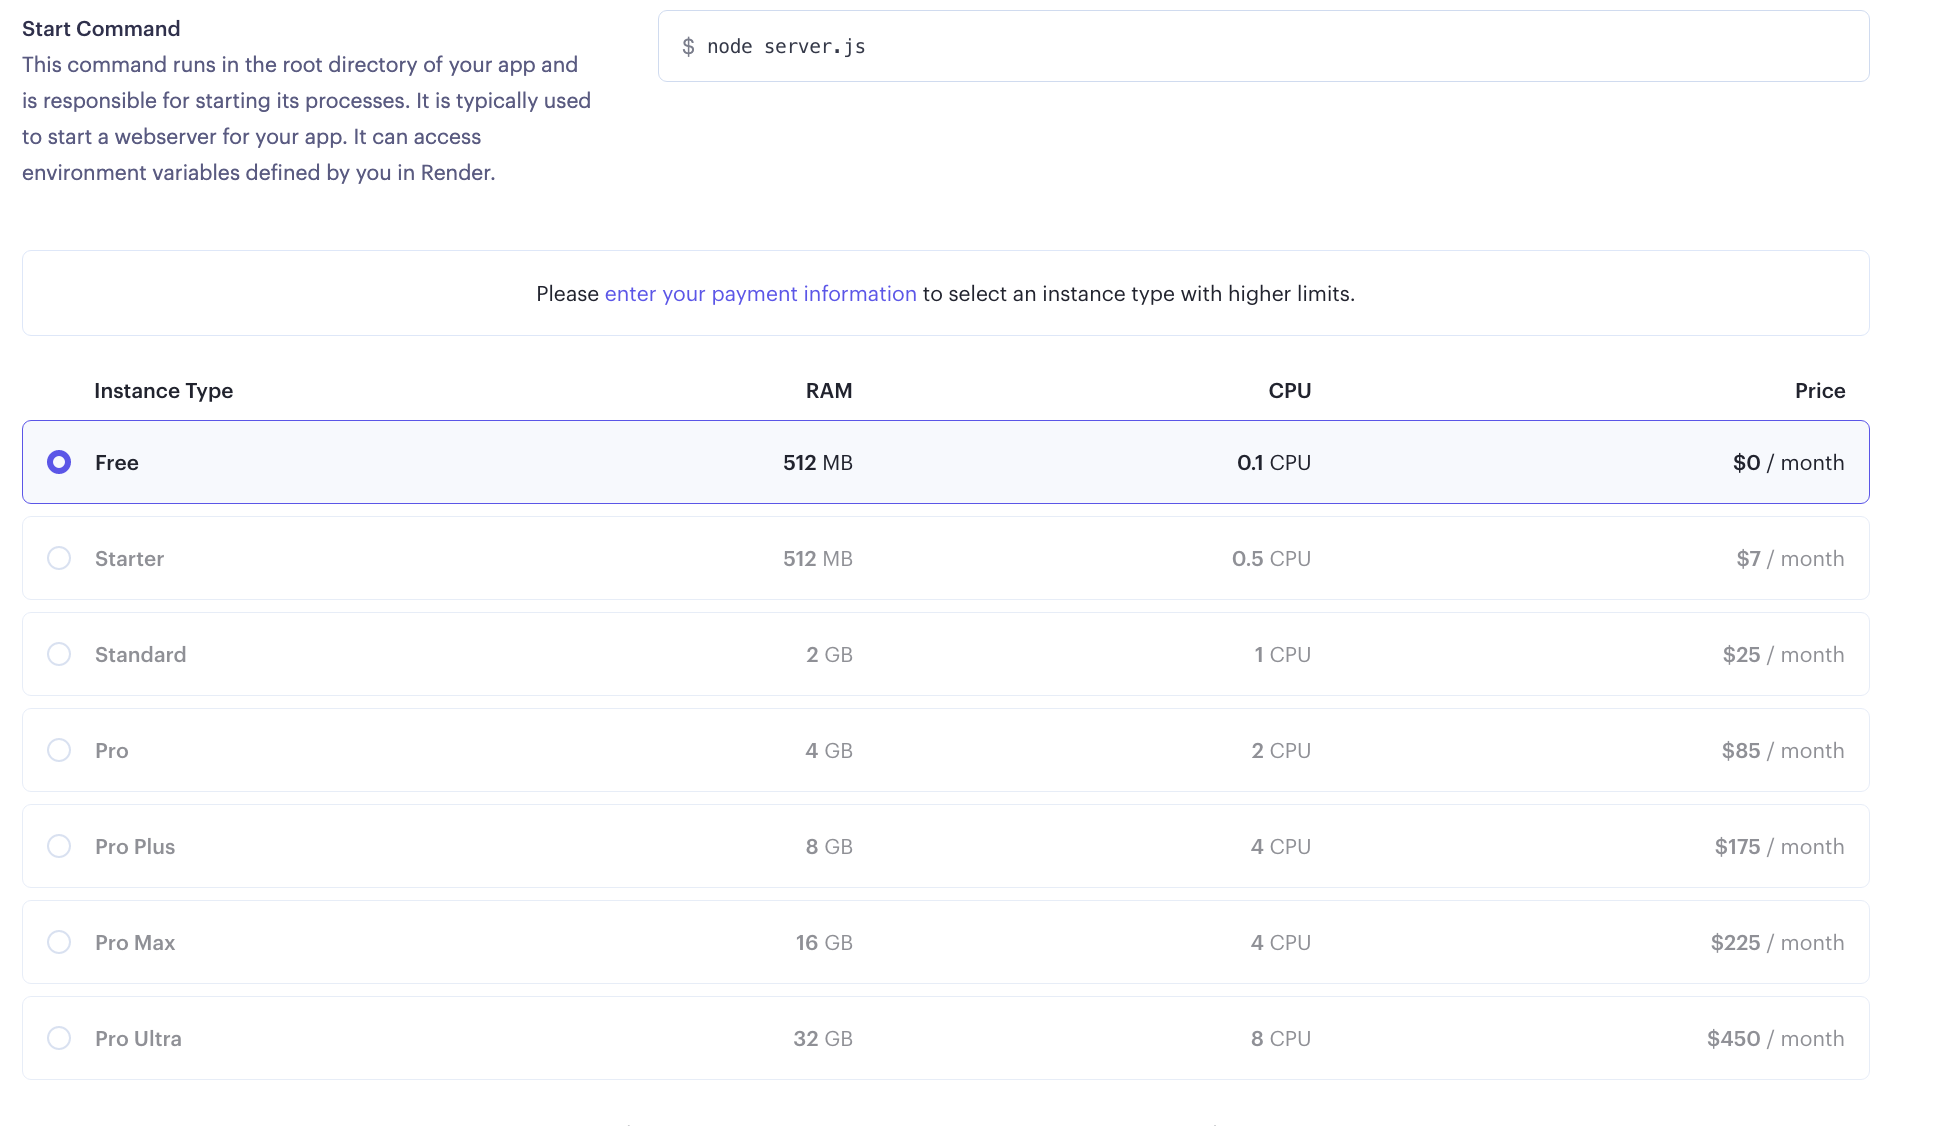 Start Command
This command runs in the root directory of your app and
is responsible for starting its processes. It is typically used
to start a webserver for your app. It can access
environment variables defined by you in Render.
$ node server.js
Please enter your payment information to select an instance type with higher limits.
Instance Type RAM CPU Price
Free 512 MB 0.1 CPU $0 / month
Starter 512 MB 0.5 CPU $7 / month
Standard 2 GB 1 CPU $25 / month
Pro 4 GB 2 CPU $85 / month
Pro Plus 8 GB 4 CPU $175 / month
Pro Max 16 GB 4 CPU $225 / month
Pro Ultra 32 GB 8 CPU $450 / month